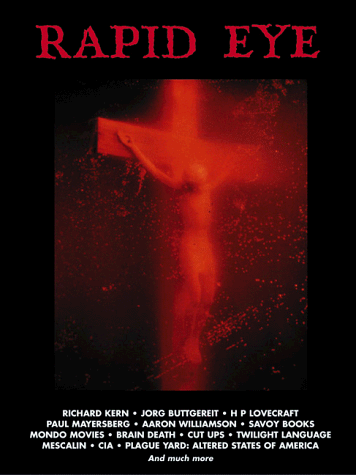 RAPID EYE
RICHARD KERN • JORG BUTTGEREIT • H P LOVECRAFT
PAUL MAYERSBERG • AARON WILLIAMSON • SAVOY BOOKS
MONDO MOVIES • BRAIN DEATH • CUT UPS • TWILIGHT LANGUAGE
MESCALIN • CIA • PLAGUE YARD: ALTERED STATES OF AMERICA
And much more